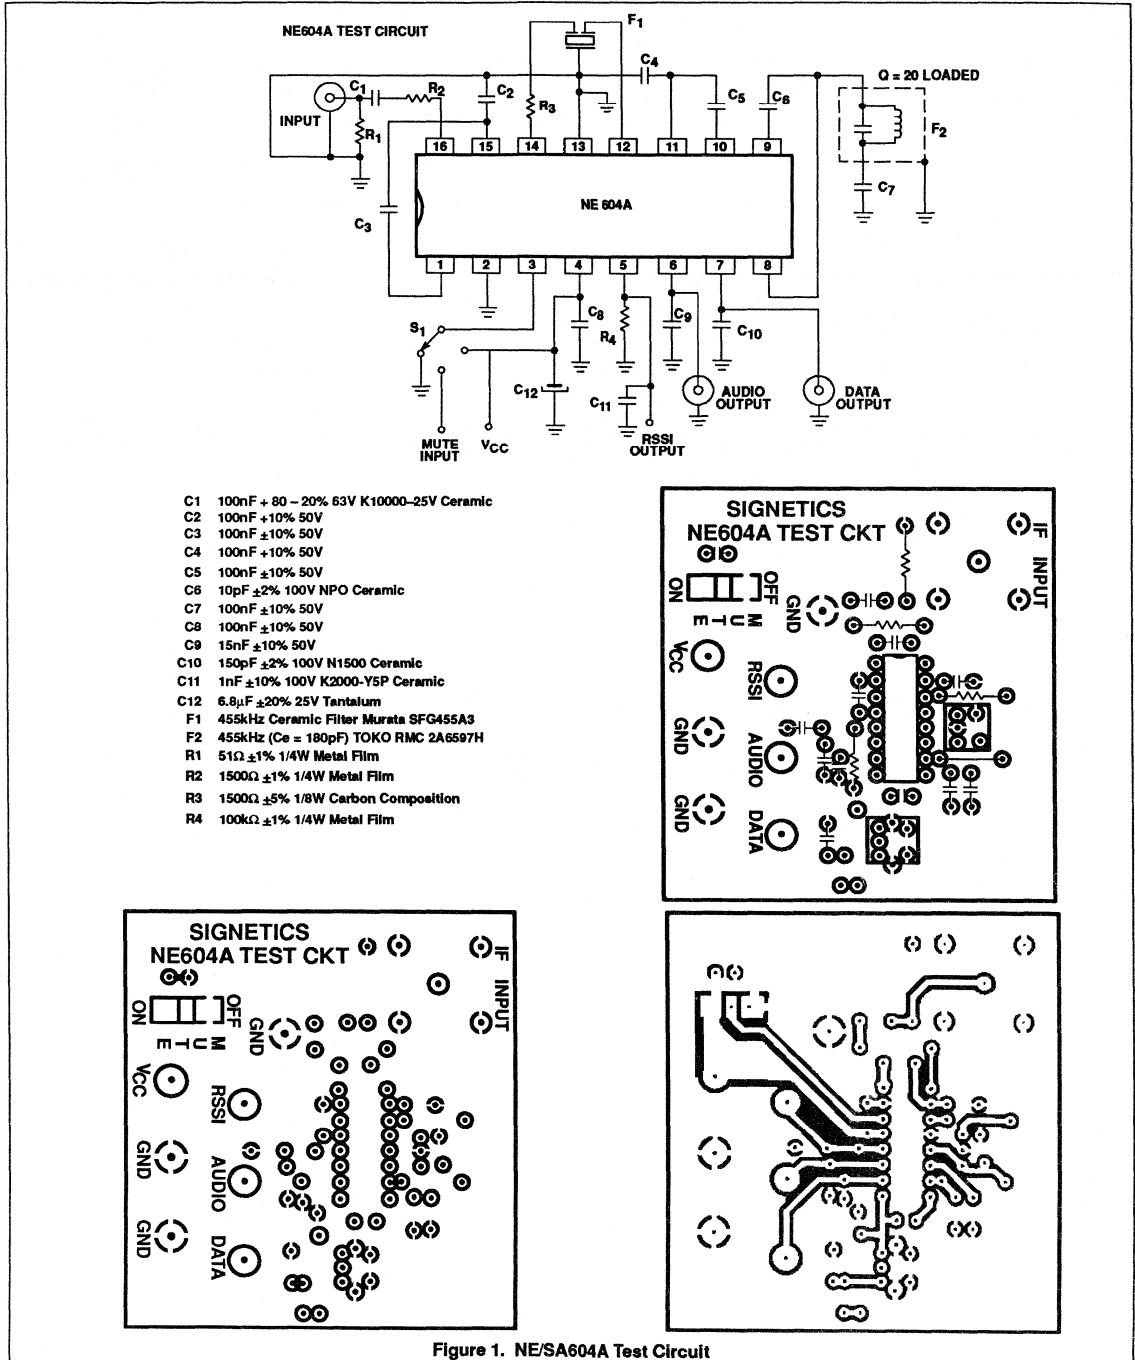 NE604A TEST CIRCUIT
F1
C4
Q = 20 LOADED
C1
R2
C2
R3
C5
C6
F2
INPUT
R1
16 15 14 13 12 11 10 9
C7
NE 604A
C3
1 2 3 4 5 6 7 8
S1
C8
R4
C9
C10
C12
C11
AUDIO OUTPUT
DATA OUTPUT
MUTE INPUT
VCC
RSSI OUTPUT
C1 100nF + 80 – 20% 63V K10000–25V Ceramic
C2 100nF +10% 50V
C3 100nF ±10% 50V
C4 100nF +10% 50V
C5 100nF ±10% 50V
C6 10pF ±2% 100V NPO Ceramic
C7 100nF ±10% 50V
C8 100nF ±10% 50V
C9 15nF ±10% 50V
C10 150pF ±2% 100V N1500 Ceramic
C11 1nF ±10% 100V K2000-Y5P Ceramic
C12 6.8μF ±20% 25V Tantalum
F1 455kHz Ceramic Filter Murata SFG455A3
F2 455kHz (Ce = 180pF) TOKO RMC 2A6597H
R1 51Ω ±1% 1/4W Metal Film
R2 1500Ω ±1% 1/4W Metal Film
R3 1500Ω ±5% 1/8W Carbon Composition
R4 100kΩ ±1% 1/4W Metal Film
SIGNETICS
NE604A TEST CKT
IF INPUT
ON
OFF
MUTE
GND
VCC
RSSI
GND
AUDIO
GND
DATA
SIGNETICS
NE604A TEST CKT
IF INPUT
ON
OFF
MUTE
GND
VCC
RSSI
GND
AUDIO
GND
DATA
Figure 1. NE/SA604A Test Circuit